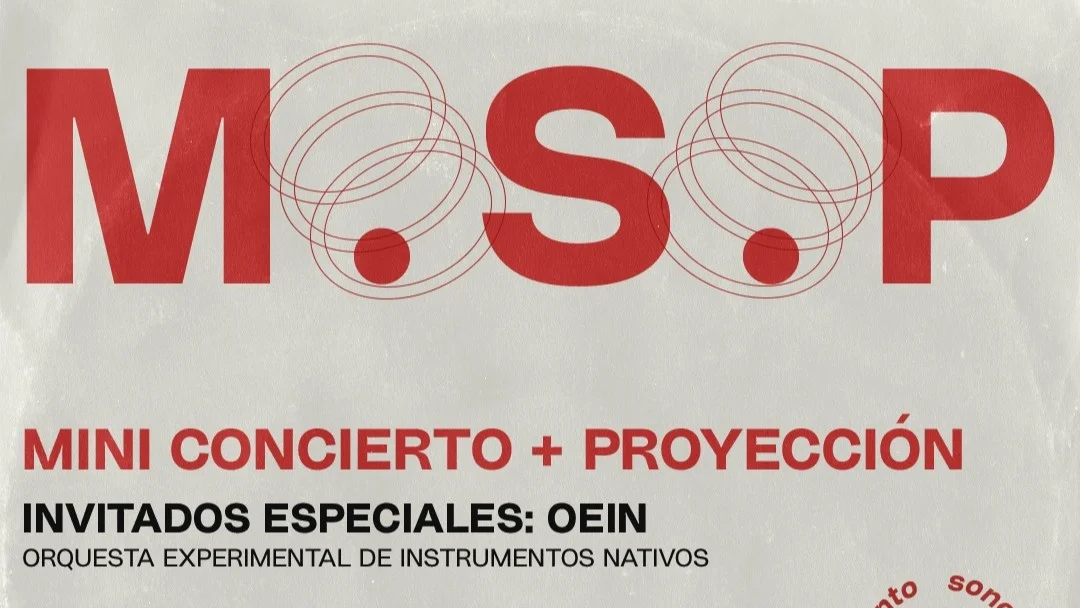 M.S.P
MINI CONCIERTO + PROYECCIÓN
INVITADOS ESPECIALES: OEIN
ORQUESTA EXPERIMENTAL DE INSTRUMENTOS NATIVOS